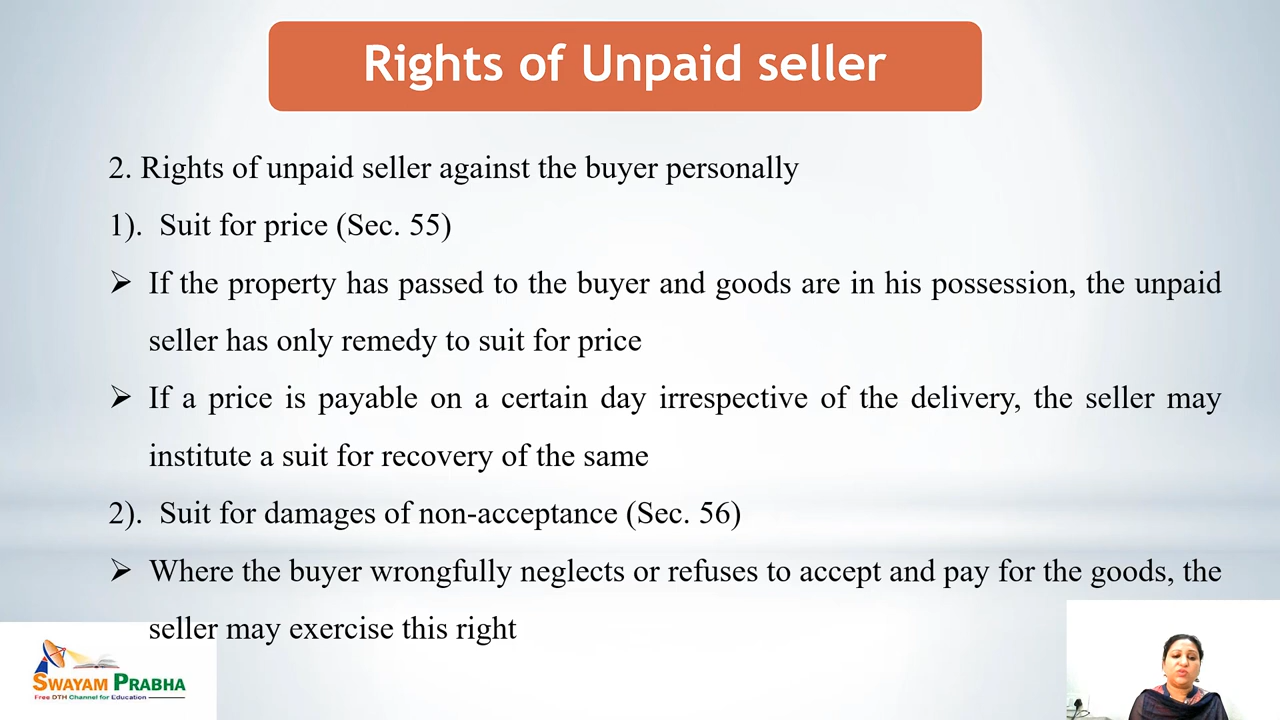 Rights of Unpaid seller
2. Rights of unpaid seller against the buyer personally
1). Suit for price (Sec. 55)
➢ If the property has passed to the buyer and goods are in his possession, the unpaid
seller has only remedy to suit for price
➢ If a price is payable on a certain day irrespective of the delivery, the seller may
institute a suit for recovery of the same
2). Suit for damages of non-acceptance (Sec. 56)
➢ Where the buyer wrongfully neglects or refuses to accept and pay for the goods, the
seller may exercise this right
SWAYAM PRABHA
Free DTH Channel for Education